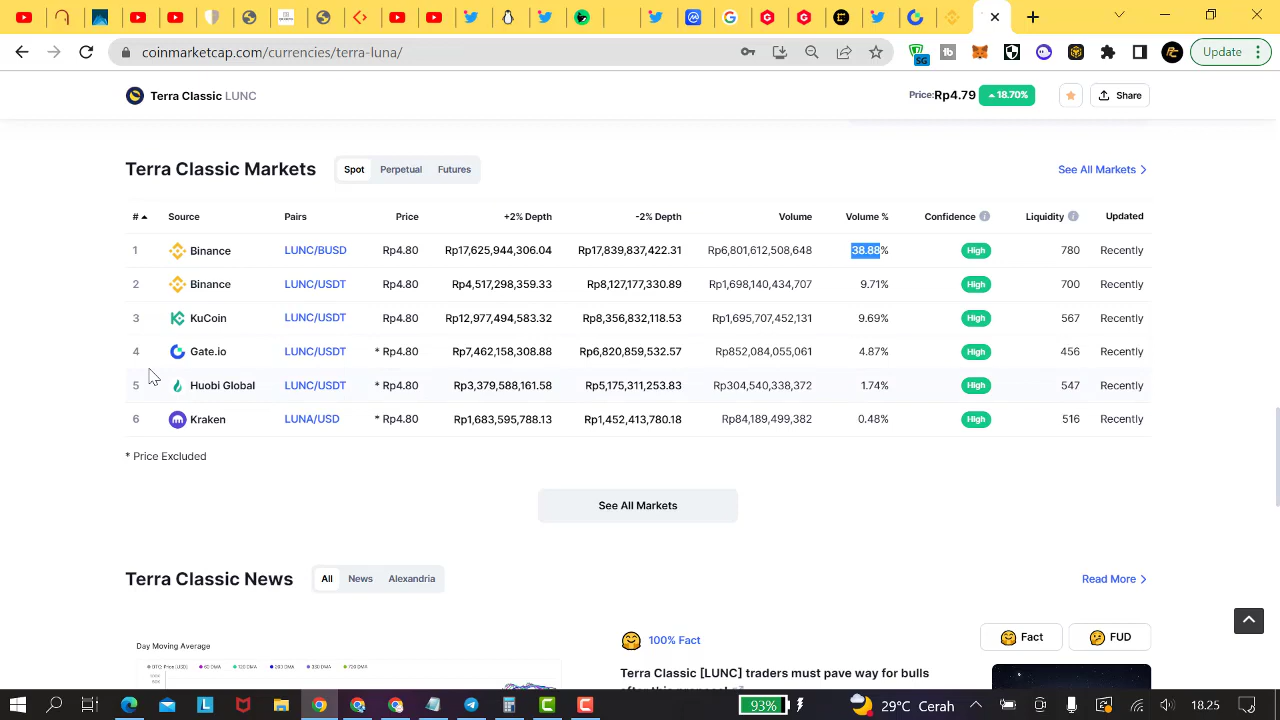 coinmarketcap.com/currencies/terra-luna/
SG
Update
Terra Classic LUNC
Price:Rp4.79
18.70%
Share
Terra Classic Markets
Spot
Perpetual
Futures
See All Markets
# Source Pairs Price +2% Depth -2% Depth Volume Volume % Confidence Liquidity Updated
1 Binance LUNC/BUSD Rp4.80 Rp17,625,944,306.04 Rp17,839,837,422.31 Rp6,801,612,508,648 38.88% High 780 Recently
2 Binance LUNC/USDT Rp4.80 Rp4,517,298,359.33 Rp8,127,177,330.89 Rp1,698,140,434,707 9.71% High 700 Recently
3 KuCoin LUNC/USDT Rp4.80 Rp12,977,494,583.32 Rp8,356,832,118.53 Rp1,695,707,452,131 9.69% High 567 Recently
4 Gate.io LUNC/USDT * Rp4.80 Rp7,462,158,308.88 Rp6,820,859,532.57 Rp852,084,055,061 4.87% High 456 Recently
5 Huobi Global LUNC/USDT * Rp4.80 Rp3,379,588,161.58 Rp5,175,311,253.83 Rp304,540,338,372 1.74% High 547 Recently
6 Kraken LUNA/USD * Rp4.80 Rp1,683,595,788.13 Rp1,452,413,780.18 Rp84,189,499,382 0.48% High 516 Recently
* Price Excluded
See All Markets
Terra Classic News
All
News
Alexandria
Read More
Day Moving Average
100% Fact
Fact
FUD
Terra Classic [LUNC] traders must pave way for bulls
93%
29°C Cerah
18.25